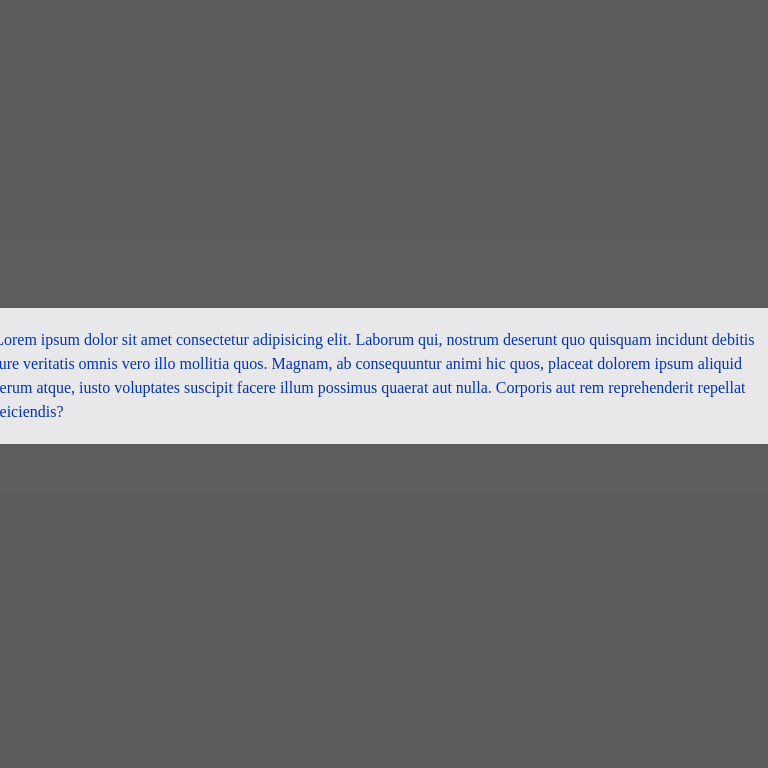 Lorem ipsum dolor sit amet consectetur adipisicing elit. Laborum qui, nostrum deserunt quo quisquam incidunt debitis
ure veritatis omnis vero illo mollitia quos. Magnam, ab consequuntur animi hic quos, placeat dolorem ipsum aliquid
erum atque, iusto voluptates suscipit facere illum possimus quaerat aut nulla. Corporis aut rem reprehenderit repellat
eiciendis?